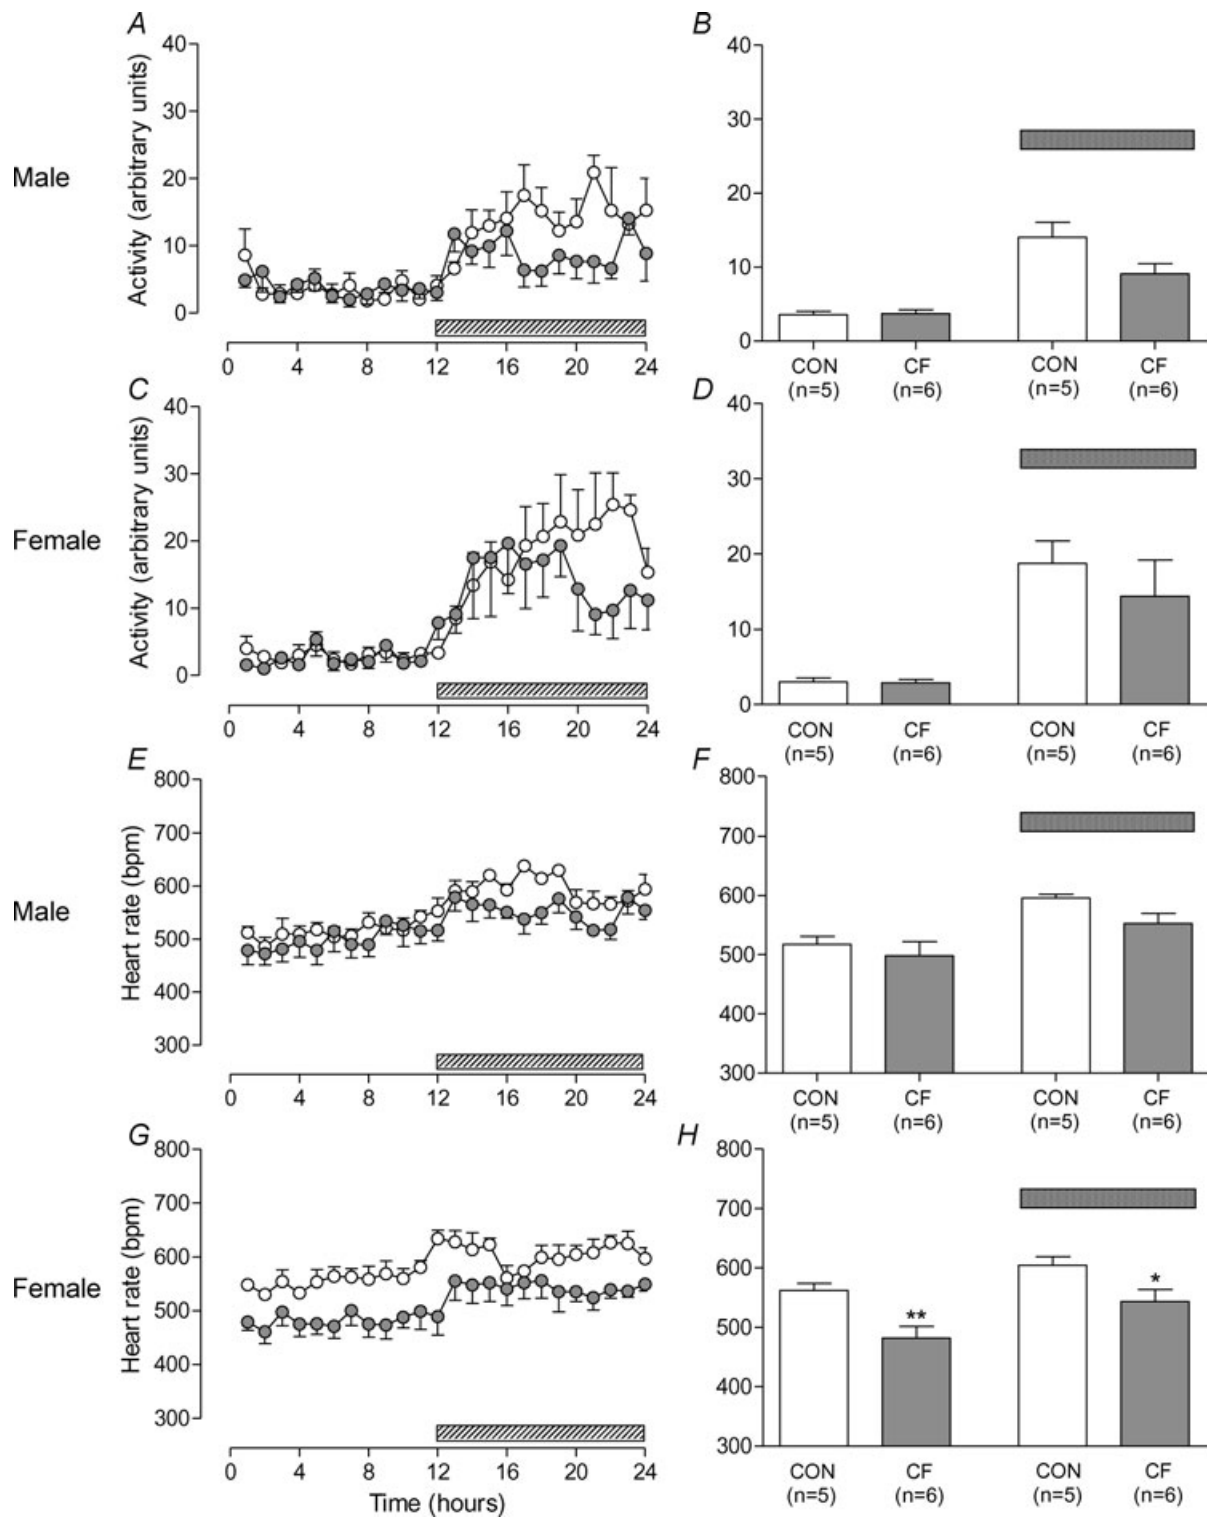 A
B
Male
Activity (arbitrary units)
40
30
20
10
0
0 4 8 12 16 20 24
40
30
20
10
0
CON CF CON CF
(n=5) (n=6) (n=5) (n=6)
C
D
Female
Activity (arbitrary units)
40
30
20
10
0
0 4 8 12 16 20 24
40
30
20
10
0
CON CF CON CF
(n=5) (n=6) (n=5) (n=6)
E
F
Male
Heart rate (bpm)
800
700
600
500
400
300
0 4 8 12 16 20 24
800
700
600
500
400
300
CON CF CON CF
(n=5) (n=6) (n=5) (n=6)
G
H
Female
Heart rate (bpm)
800
700
600
500
400
300
0 4 8 12 16 20 24
Time (hours)
800
700
600
500
400
300
** *
CON CF CON CF
(n=5) (n=6) (n=5) (n=6)